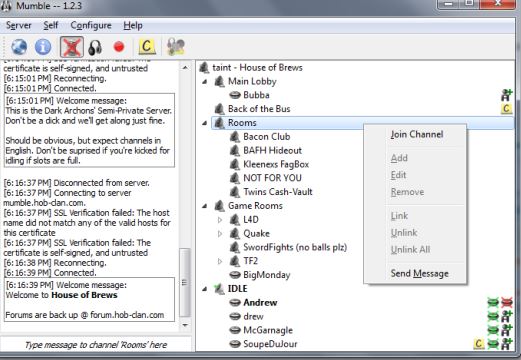 Mumble -- 1.2.3
Server Self Configure Help
certificate is self-signed, and untrusted
[6:15:01 PM] Reconnecting.
[6:15:01 PM] Connected.
[6:15:01 PM] Welcome message:
This is the Dark Archons' Semi-Private Server.
Don't be a dick and we'll get along just fine.
Should be obvious, but expect channels in
English. Don't be suprised if you're kicked for
idling if slots are full.
[6:16:37 PM] Disconnected from server.
[6:16:37 PM] Connecting to server
mumble.hob-clan.com.
[6:16:37 PM] SSL Verification failed: The host
name did not match any of the valid hosts for
this certificate
[6:16:37 PM] SSL Verification failed: The
certificate is self-signed, and untrusted
[6:16:38 PM] Reconnecting.
[6:16:39 PM] Connected.
[6:16:39 PM] Welcome message:
Welcome to House of Brews
Forums are back up @ forum.hob-clan.com
Type message to channel 'Rooms' here
taint - House of Brews
Main Lobby
Bubba
Back of the Bus
C
Rooms
Bacon Club
BAFH Hideout
Kleenexs FagBox
NOT FOR YOU
Twins Cash-Vault
Game Rooms
L4D
Quake
SwordFights (no balls plz)
TF2
BigMonday
IDLE
Andrew
drew
McGarnagle
SoupeDuJour
C
Join Channel
Add
Edit
Remove
Link
Unlink
Unlink All
Send Message